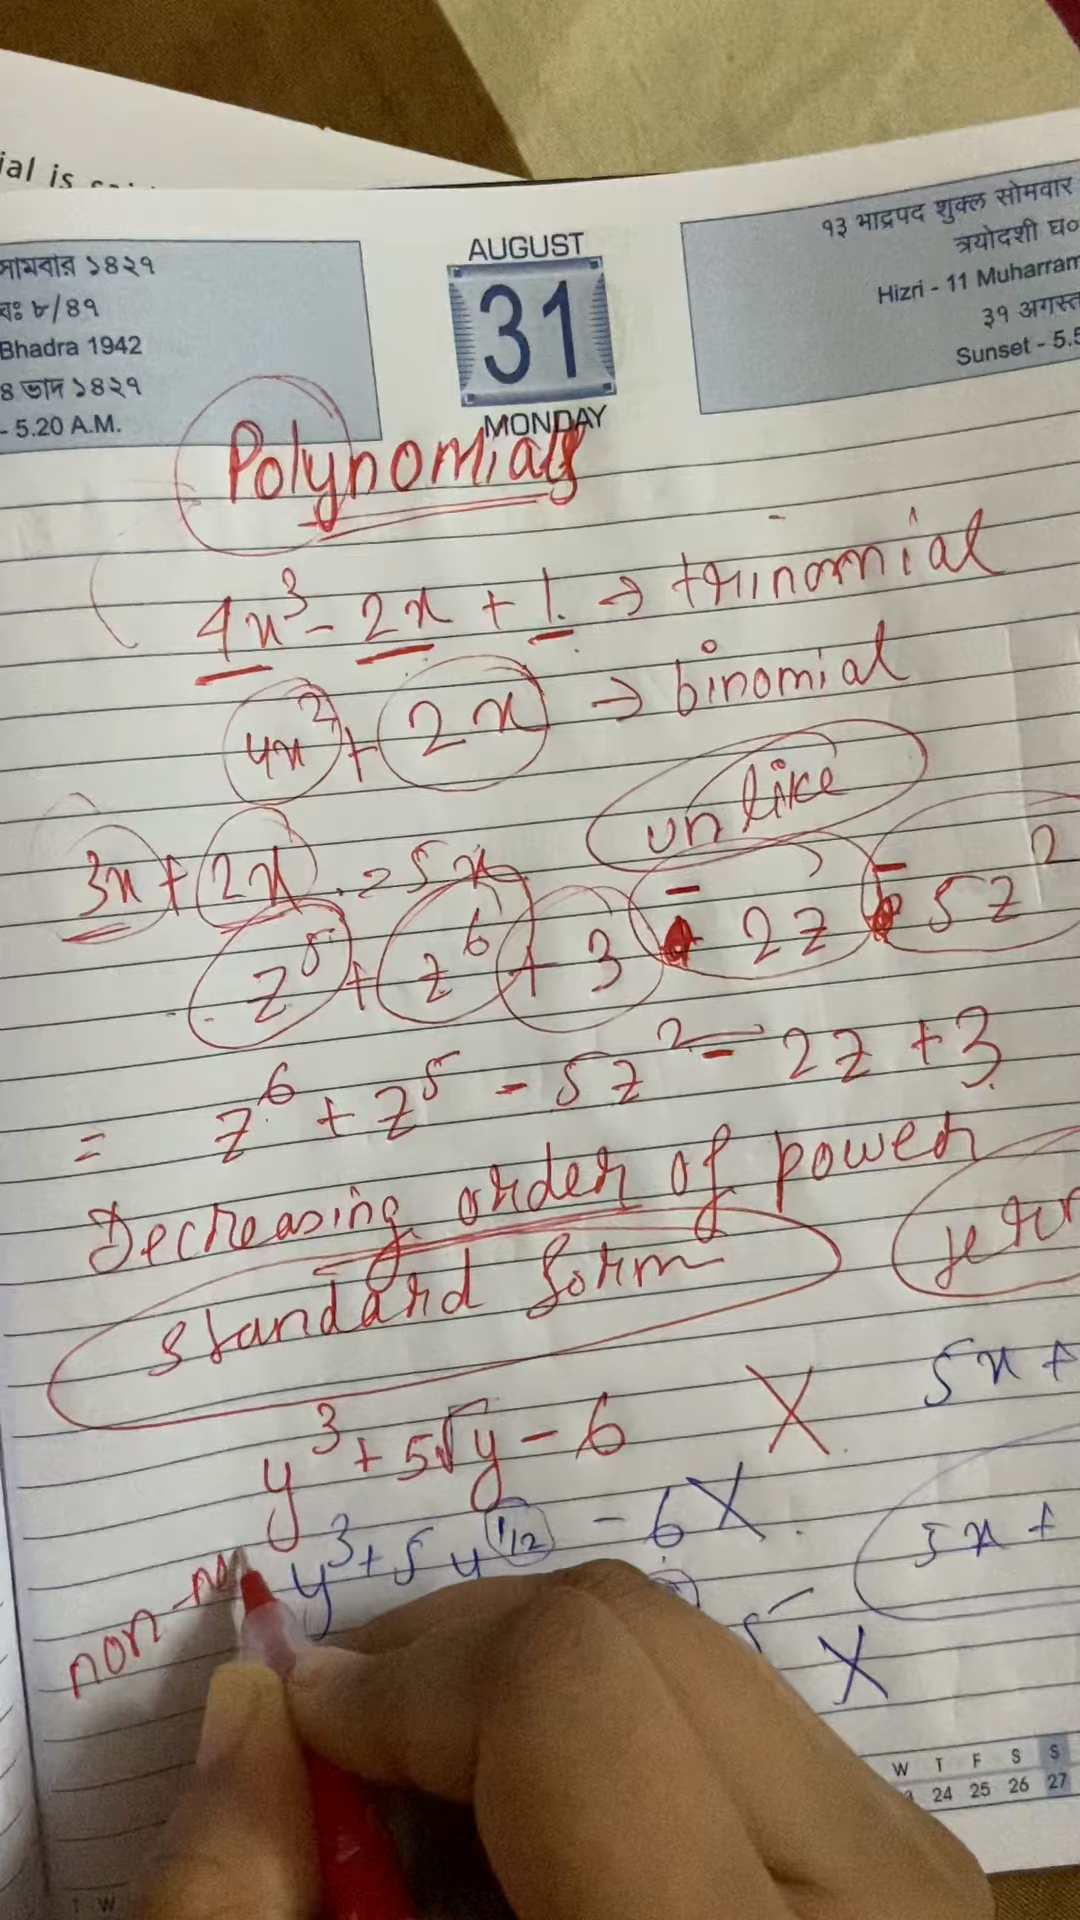 ial is
সোমবার ১৪২৭
৮/৪৭
Bhadra 1942
৪ ভাদ্র ১৪২৭
- 5.20 A.M.
AUGUST
31
MONDAY
१३ भाद्रपद शुक्ल सोमवार
त्रयोदशी घ०
Hizri - 11 Muharram
३१ अगस्त
Sunset - 5.5
Polynomials
4x³ - 2x + 1. → trinomial
4x² + 2x → binomial
unlike
3x + 2x . = 5x
z⁵ + z⁶ + 3 - 2z - 5z²
= z⁶ + z⁵ - 5z² - 2z + 3
Decreasing order of power
standard form
y³ + 5√y - 6 X
5x +
y³ + 5y^1/2 - 6 X
5x +
non-n
X
W T F S S
24 25 26 27
T W